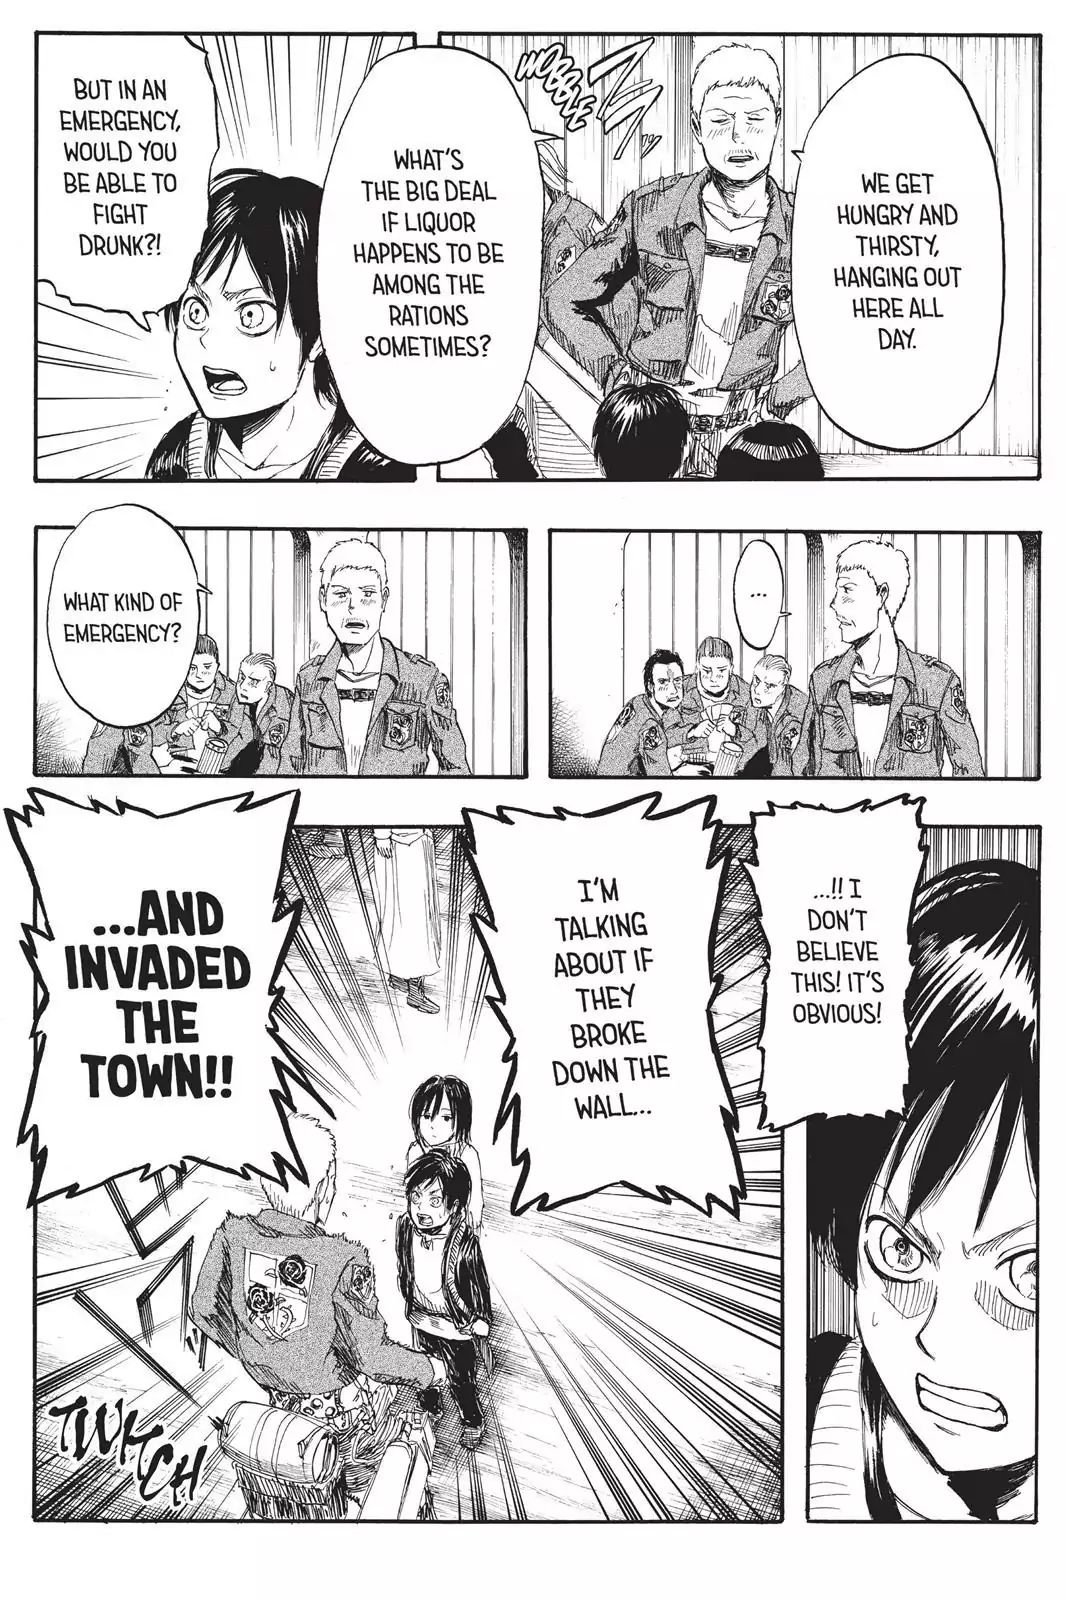 WE GET
HUNGRY AND
THIRSTY,
HANGING OUT
HERE ALL
DAY.
WOBBLE
フラ
WHAT'S
THE BIG DEAL
IF LIQUOR
HAPPENS TO BE
AMONG THE
RATIONS
SOMETIMES?
BUT IN AN
EMERGENCY,
WOULD YOU
BE ABLE TO
FIGHT
DRUNK?!
...
WHAT KIND OF
EMERGENCY?
...!! I
DON'T
BELIEVE
THIS! IT'S
OBVIOUS!
I'M
TALKING
ABOUT IF
THEY
BROKE
DOWN THE
WALL...
...AND
INVADED
THE
TOWN!!
TWITCH